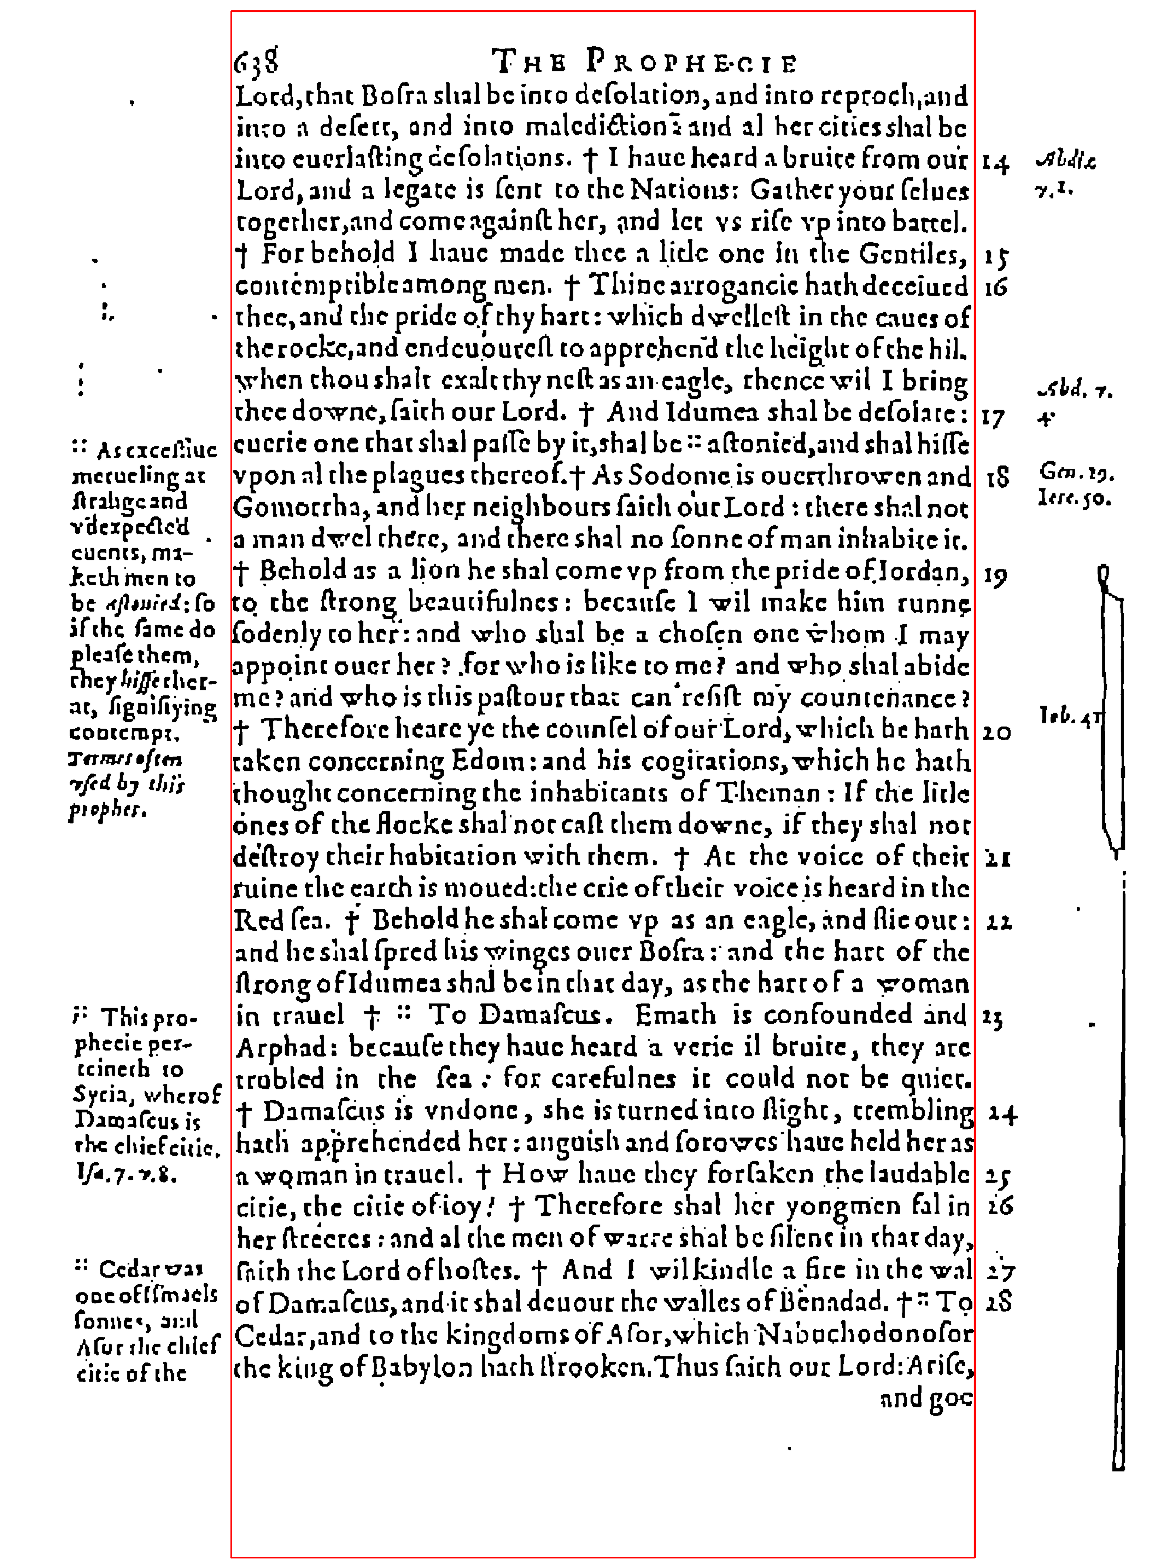 638 THE PROPHECIE
Lord, that Bosra shal be into desolation, and into reproch, and
into a desert, and into malediction: and al her cities shal be
into euerlasting desolations. † I haue heard a bruite from our 14
Lord, and a legate is sent to the Nations: Gather your selues
together, and come against her, and let vs rise vp into battel.
† For behold I haue made thee a litle one in the Gentiles, 15
contemptible among men. † Thine arrogancie hath deceiued 16
thee, and the pride of thy hart: which dwellest in the caues of
the rocke, and endeuourest to apprehend the height of the hil.
when thou shalt exalt thy nest as an eagle, thence wil I bring
thee downe, saith our Lord. † And Idumea shal be desolate: 17
euerie one that shal passe by it, shal be :: astonied, and shal hisse
vpon al the plagues thereof. † As Sodome is ouerthrowen and 18
Gomorrha, and her neighbours saith our Lord: there shal not
a man dwel there, and there shal no sonne of man inhabite it.
† Behold as a lion he shal come vp from the pride of Iordan, 19
to the strong beautifulnes: because I wil make him runne
sodenly to her: and who shal be a chosen one whom I may
appoint ouer her? for who is like to me? and who shal abide
me? and who is this pastour that can resist my countenance?
† Therefore heare ye the counsel of our Lord, which he hath 20
taken concerning Edom: and his cogitations, which he hath
thought concerning the inhabitants of Theman: If the litle
ones of the flocke shal not cast them downe, if they shal not
destroy their habitation with them. † At the voice of their 21
ruine the earth is moued: the crie of their voice is heard in the
Red sea. † Behold he shal come vp as an eagle, and flie out: 22
and he shal spred his winges ouer Bosra: and the hart of the
strong of Idumea shal be in that day, as the hart of a woman
in trauel † :: To Damascus. Emath is confounded and 23
Arphad: because they haue heard a verie il bruite, they are
trobled in the sea: for carefulnes it could not be quiet.
† Damascus is vndone, she is turned into flight, trembling 24
hath apprehended her: anguish and sorowes haue held her as
a woman in trauel. † How haue they forsaken the laudable 25
citie, the citie of ioy! † Therefore shal her yongmen fal in 26
her streetes: and al the men of warre shal be silent in that day,
saith the Lord of hostes. † And I wil kindle a fire in the wal 27
of Damascus, and it shal deuour the walles of Benadad. † :: To 28
Cedar, and to the kingdoms of Asor, which Nabuchodonosor
the king of Babylon hath strooken. Thus saith our Lord: Arise,
and goe
:: As excessiue
merueling at
strange and
vnexpected
euents, ma-
keth men to
be astonied: so
if the same do
please them,
they hisse ther-
at, signifiying
contempt.
Termes often
vsed by this
prophet.
:: This pro-
phecie per-
teineth to
Syria, wherof
Damascus is
the chief citie.
Isa. 7. v. 8.
:: Cedar was
one of Ismaels
sonnes, and
Asor the chief
citie of the
Abdiæ
v. 1.
Abd. v.
4
Gen. 19.
Iere. 50.
Iob. 41